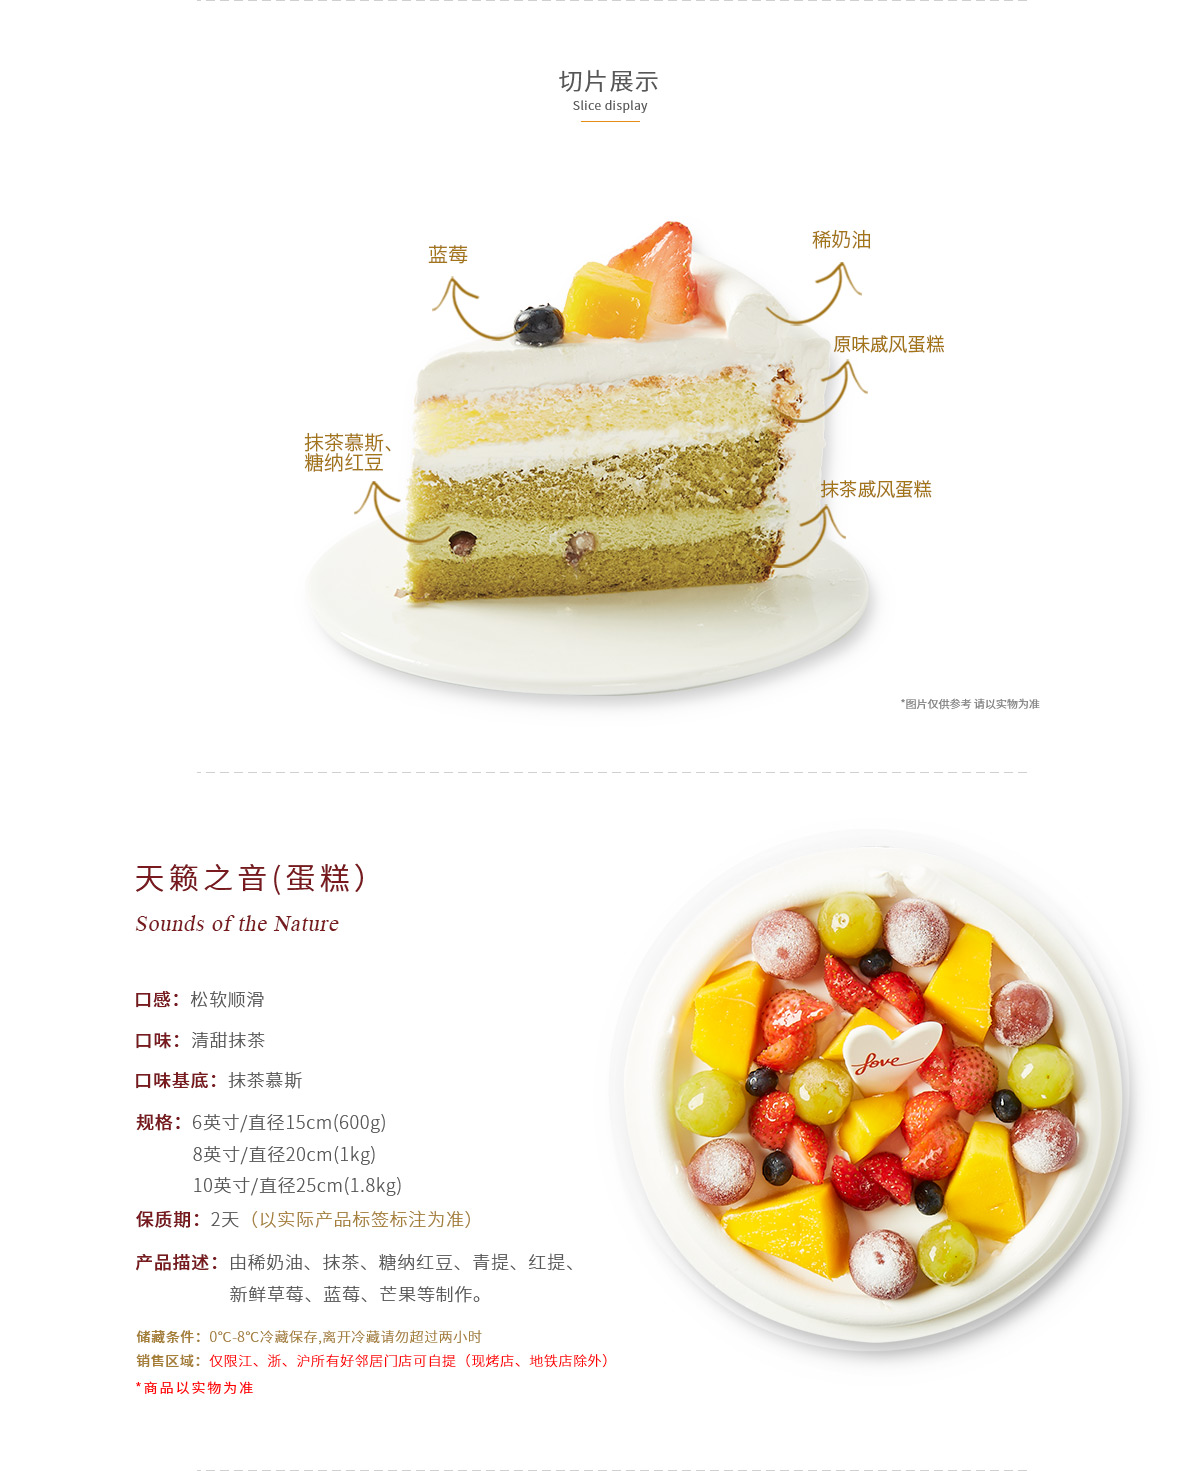 切片展示
Slice display
蓝莓
稀奶油
原味戚风蛋糕
抹茶慕斯、
糖纳红豆
抹茶戚风蛋糕
*图片仅供参考 请以实物为准
天籁之音(蛋糕)
Sounds of the Nature
love
口感：松软顺滑
口味：清甜抹茶
口味基底：抹茶慕斯
规格：6英寸/直径15cm(600g)
8英寸/直径20cm(1kg)
10英寸/直径25cm(1.8kg)
保质期：2天（以实际产品标签标注为准）
产品描述：由稀奶油、抹茶、糖纳红豆、青提、红提、
新鲜草莓、蓝莓、芒果等制作。
储藏条件：0℃-8℃冷藏保存,离开冷藏请勿超过两小时
销售区域：仅限江、浙、沪所有好邻居门店可自提（现烤店、地铁店除外）
*商品以实物为准